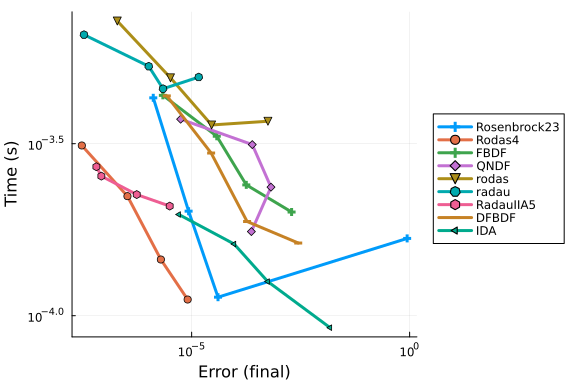 Time (s)
10^−3.5
10^−4.0
10^−5
10^0
Error (final)
Rosenbrock23
Rodas4
FBDF
QNDF
rodas
radau
RadauIIA5
DFBDF
IDA